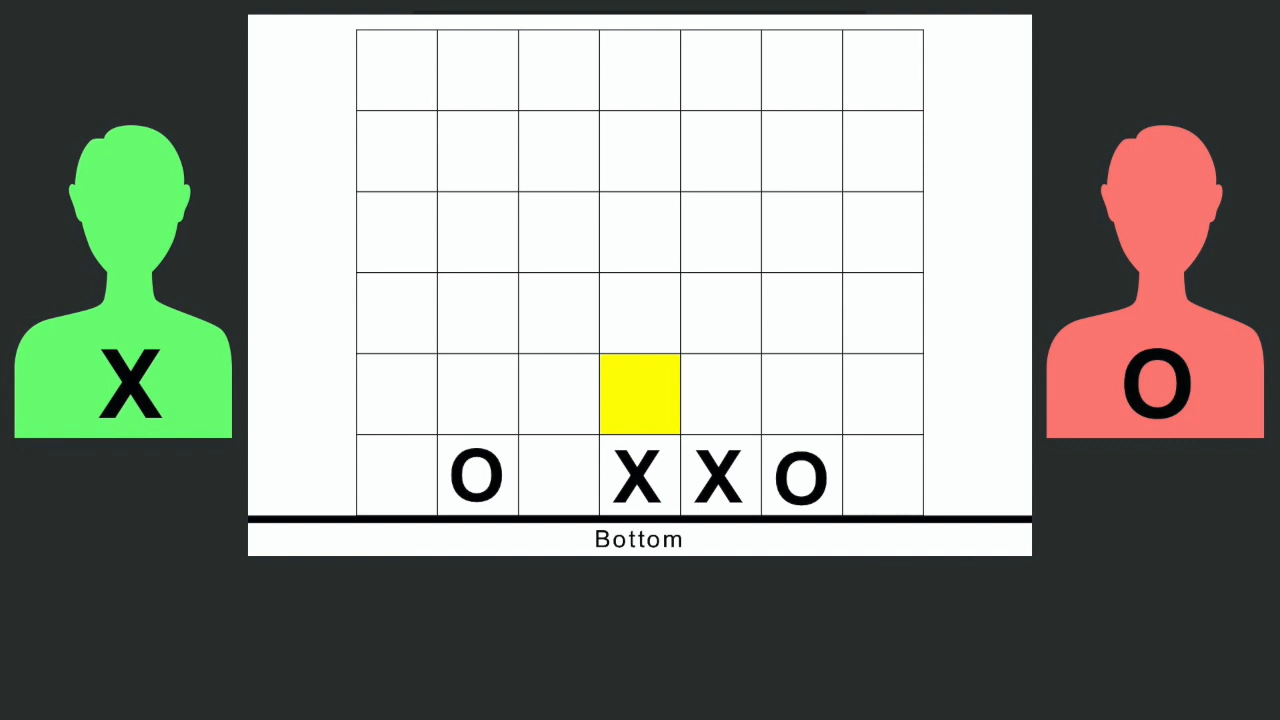 O X X O
Bottom
X
O